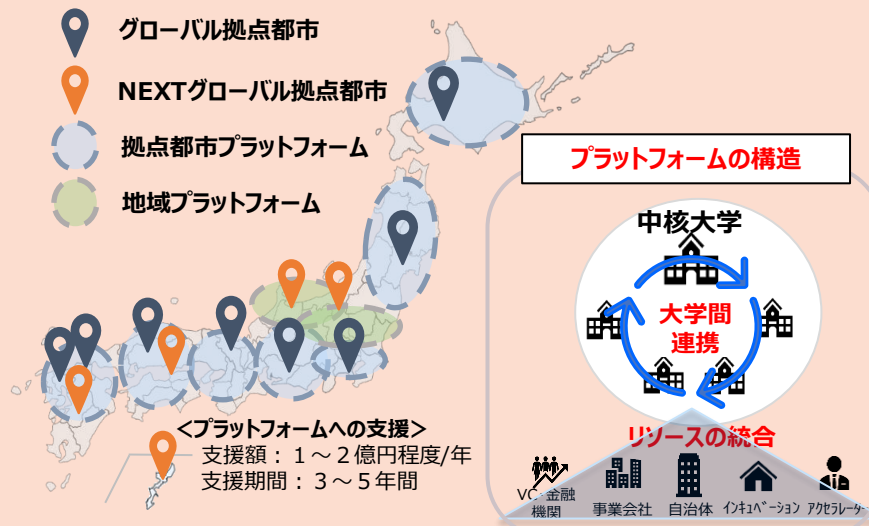 グローバル拠点都市
NEXTグローバル拠点都市
拠点都市プラットフォーム
地域プラットフォーム
<プラットフォームへの支援>
支援額：１～２億円程度/年
支援期間：３～５年間
プラットフォームの構造
中核大学
大学間
連携
リソースの統合
VC・金融
機関
事業会社
自治体
ｲﾝｷｭﾍﾞｰｼｮﾝ
ｱｸｾﾗﾚｰﾀｰ